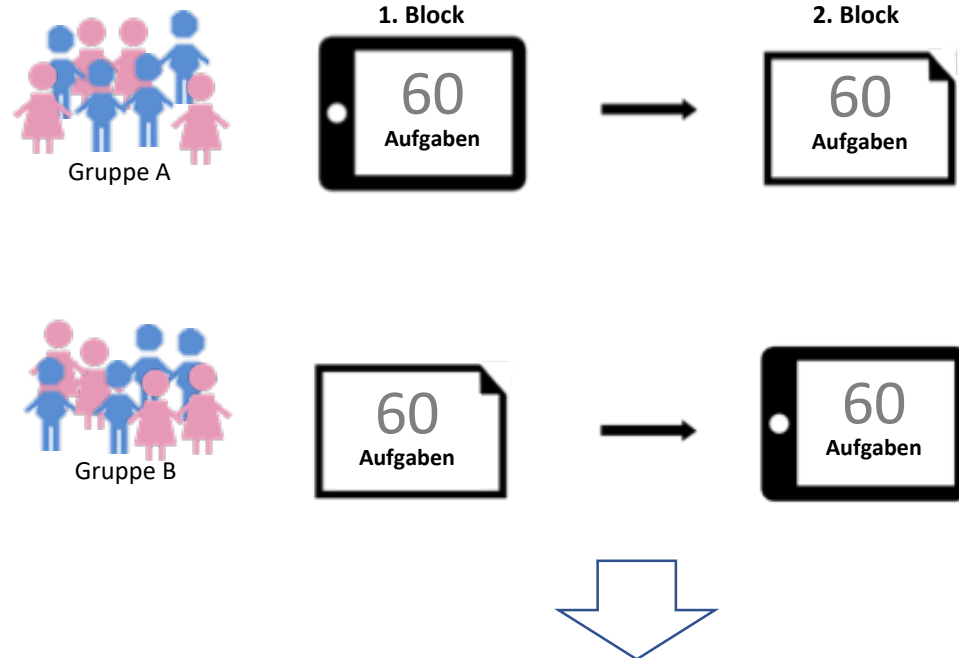 1. Block
2. Block
60
Aufgaben
60
Aufgaben
Gruppe A
60
Aufgaben
60
Aufgaben
Gruppe B